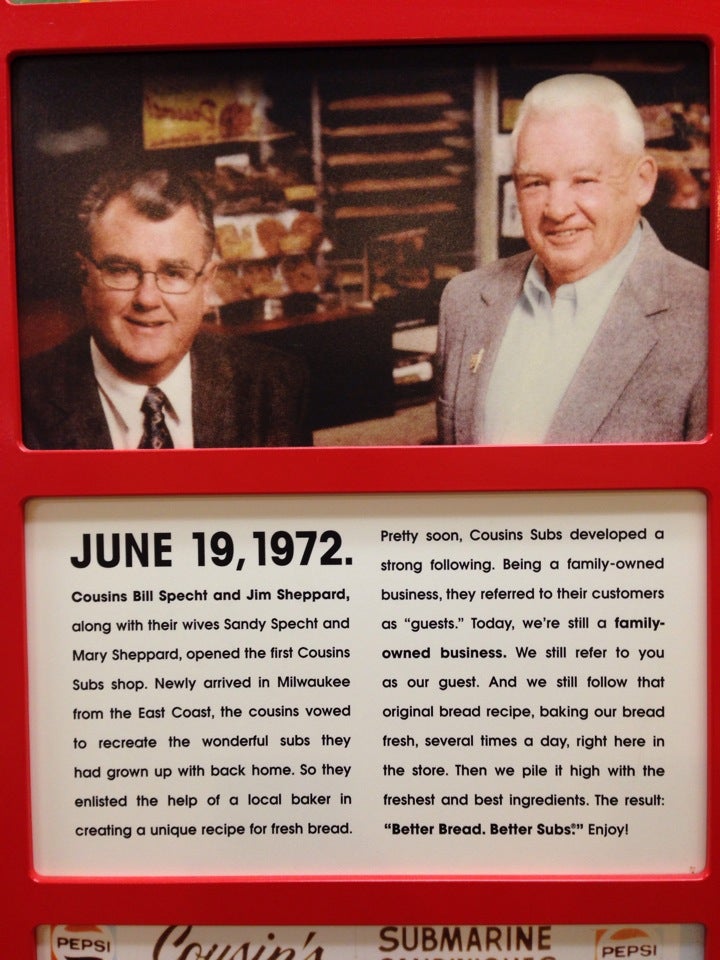 JUNE 19, 1972.
Cousins Bill Specht and Jim Sheppard,
along with their wives Sandy Specht and
Mary Sheppard, opened the first Cousins
Subs shop. Newly arrived in Milwaukee
from the East Coast, the cousins vowed
to recreate the wonderful subs they
had grown up with back home. So they
enlisted the help of a local baker in
creating a unique recipe for fresh bread.
Pretty soon, Cousins Subs developed a
strong following. Being a family-owned
business, they referred to their customers
as “guests.” Today, we’re still a family-
owned business. We still refer to you
as our guest. And we still follow that
original bread recipe, baking our bread
fresh, several times a day, right here in
the store. Then we pile it high with the
freshest and best ingredients. The result:
“Better Bread. Better Subs®.” Enjoy!
PEPSI
Cousin's
SUBMARINE
PEPSI